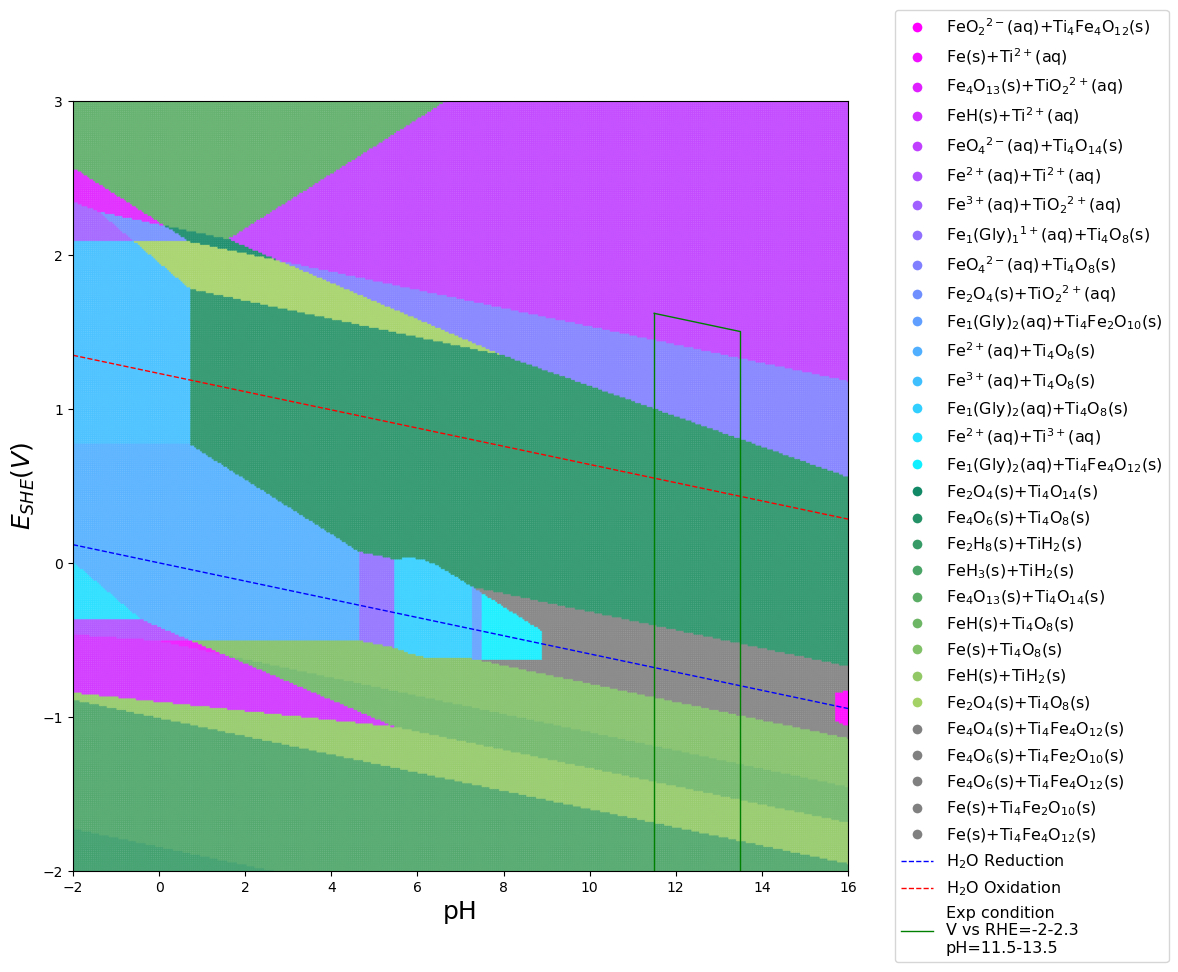 3
2
1
0
−1
−2
E_{SHE}(V)
−2 0 2 4 6 8 10 12 14 16
pH
FeO₂²⁻(aq)+Ti₄Fe₄O₁₂(s)
Fe(s)+Ti²⁺(aq)
Fe₄O₁₃(s)+TiO₂²⁺(aq)
FeH(s)+Ti²⁺(aq)
FeO₄²⁻(aq)+Ti₄O₁₄(s)
Fe²⁺(aq)+Ti²⁺(aq)
Fe³⁺(aq)+TiO₂²⁺(aq)
Fe₁(Gly)₁¹⁺(aq)+Ti₄O₈(s)
FeO₄²⁻(aq)+Ti₄O₈(s)
Fe₂O₄(s)+TiO₂²⁺(aq)
Fe₁(Gly)₂(aq)+Ti₄Fe₂O₁₀(s)
Fe²⁺(aq)+Ti₄O₈(s)
Fe³⁺(aq)+Ti₄O₈(s)
Fe₁(Gly)₂(aq)+Ti₄O₈(s)
Fe²⁺(aq)+Ti³⁺(aq)
Fe₁(Gly)₂(aq)+Ti₄Fe₄O₁₂(s)
Fe₂O₄(s)+Ti₄O₁₄(s)
Fe₄O₆(s)+Ti₄O₈(s)
Fe₂H₈(s)+TiH₂(s)
FeH₃(s)+TiH₂(s)
Fe₄O₁₃(s)+Ti₄O₁₄(s)
FeH(s)+Ti₄O₈(s)
Fe(s)+Ti₄O₈(s)
FeH(s)+TiH₂(s)
Fe₂O₄(s)+Ti₄O₈(s)
Fe₄O₄(s)+Ti₄Fe₄O₁₂(s)
Fe₄O₆(s)+Ti₄Fe₂O₁₀(s)
Fe₄O₆(s)+Ti₄Fe₄O₁₂(s)
Fe(s)+Ti₄Fe₂O₁₀(s)
Fe(s)+Ti₄Fe₄O₁₂(s)
H₂O Reduction
H₂O Oxidation
Exp condition
V vs RHE=-2-2.3
pH=11.5-13.5